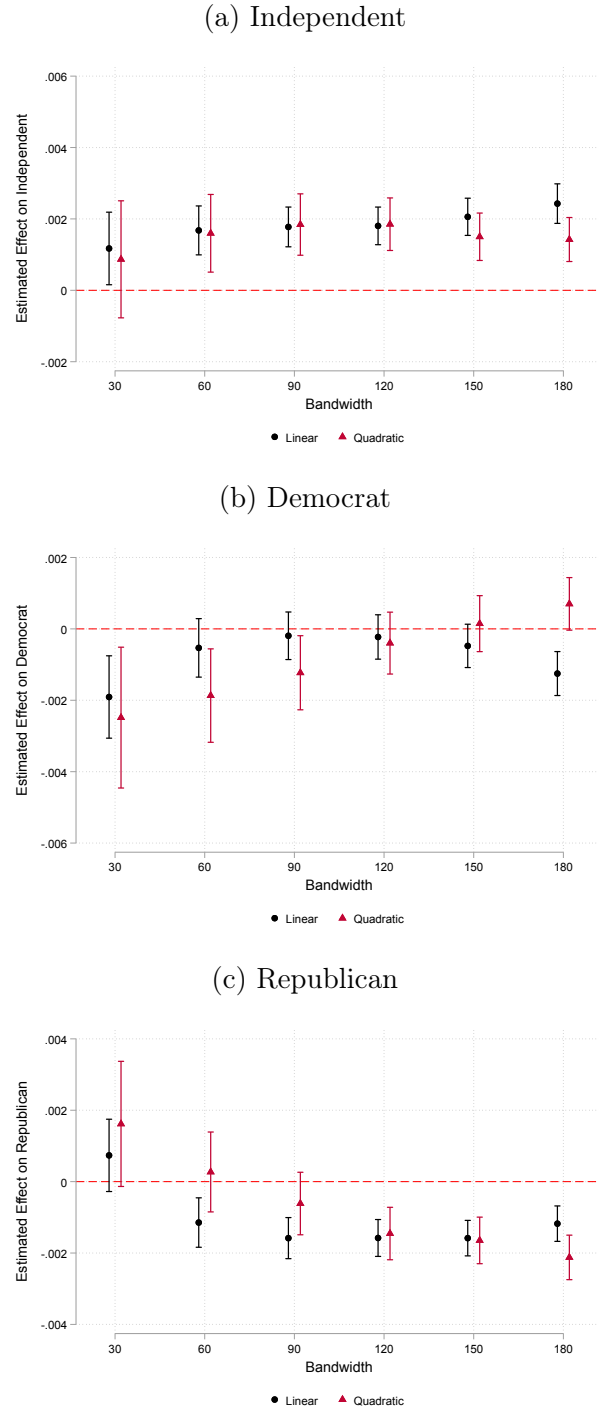 (a) Independent
.006
.004
.002
0
-.002
Estimated Effect on Independent
30 60 90 120 150 180
Bandwidth
Linear Quadratic
(b) Democrat
.002
0
-.002
-.004
-.006
Estimated Effect on Democrat
30 60 90 120 150 180
Bandwidth
Linear Quadratic
(c) Republican
.004
.002
0
-.002
-.004
Estimated Effect on Republican
30 60 90 120 150 180
Bandwidth
Linear Quadratic